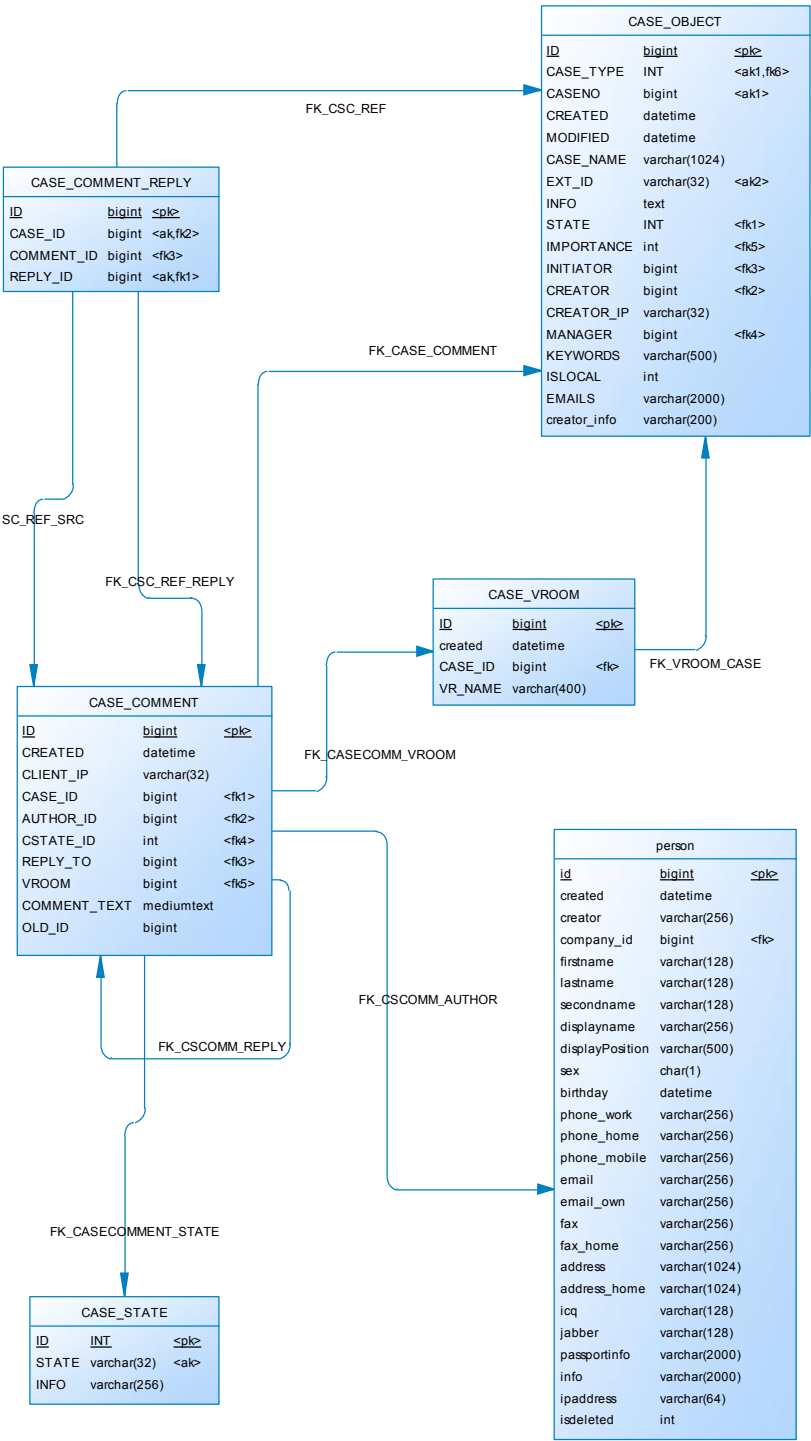 CASE_OBJECT
ID bigint <pk>
CASE_TYPE INT <ak1,fk6>
CASENO bigint <ak1>
CREATED datetime
MODIFIED datetime
CASE_NAME varchar(1024)
EXT_ID varchar(32) <ak2>
INFO text
STATE INT <fk1>
IMPORTANCE int <fk5>
INITIATOR bigint <fk3>
CREATOR bigint <fk2>
CREATOR_IP varchar(32)
MANAGER bigint <fk4>
KEYWORDS varchar(500)
ISLOCAL int
EMAILS varchar(2000)
creator_info varchar(200)
FK_CSC_REF
CASE_COMMENT_REPLY
ID bigint <pk>
CASE_ID bigint <ak,fk2>
COMMENT_ID bigint <fk3>
REPLY_ID bigint <ak,fk1>
FK_CASE_COMMENT
SC_REF_SRC
FK_CSC_REF_REPLY
CASE_VROOM
ID bigint <pk>
created datetime
CASE_ID bigint <fk>
VR_NAME varchar(400)
FK_VROOM_CASE
CASE_COMMENT
ID bigint <pk>
CREATED datetime
CLIENT_IP varchar(32)
CASE_ID bigint <fk1>
AUTHOR_ID bigint <fk2>
CSTATE_ID int <fk4>
REPLY_TO bigint <fk3>
VROOM bigint <fk5>
COMMENT_TEXT mediumtext
OLD_ID bigint
FK_CASECOMM_VROOM
FK_CSCOMM_AUTHOR
FK_CSCOMM_REPLY
person
id bigint <pk>
created datetime
creator varchar(256)
company_id bigint <fk>
firstname varchar(128)
lastname varchar(128)
secondname varchar(128)
displayname varchar(256)
displayPosition varchar(500)
sex char(1)
birthday datetime
phone_work varchar(256)
phone_home varchar(256)
phone_mobile varchar(256)
email varchar(256)
email_own varchar(256)
fax varchar(256)
fax_home varchar(256)
address varchar(1024)
address_home varchar(1024)
icq varchar(128)
jabber varchar(128)
passportinfo varchar(2000)
info varchar(2000)
ipaddress varchar(64)
isdeleted int
FK_CASECOMMENT_STATE
CASE_STATE
ID INT <pk>
STATE varchar(32) <ak>
INFO varchar(256)